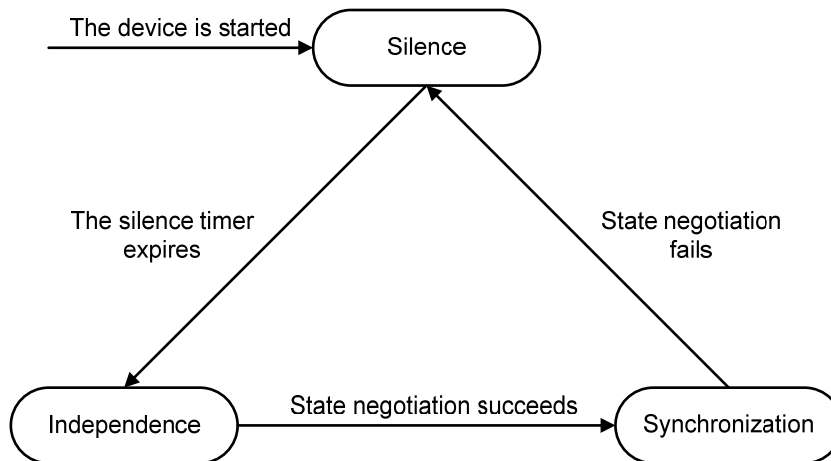 The device is started
Silence
The silence timer
expires
State negotiation
fails
Independence
State negotiation succeeds
Synchronization